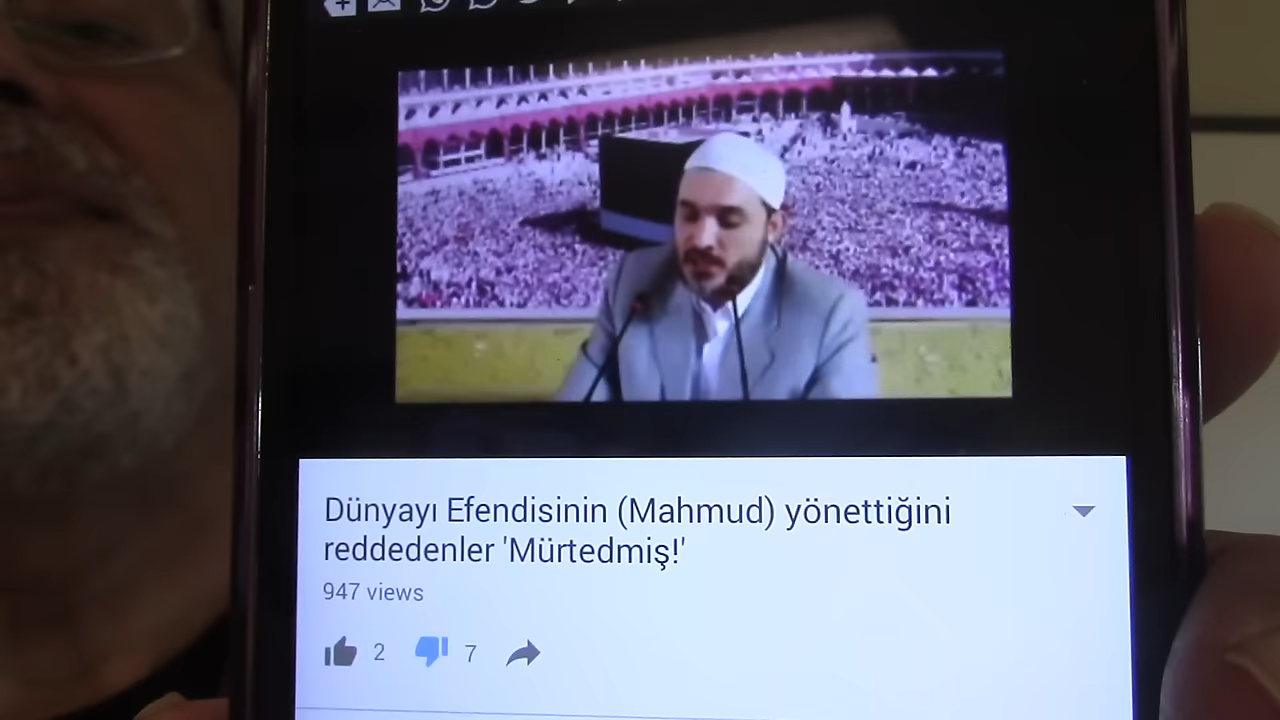 Dünyayı Efendisinin (Mahmud) yönettiğini
reddedenler 'Mürtedmiş!'
947 views
2 7